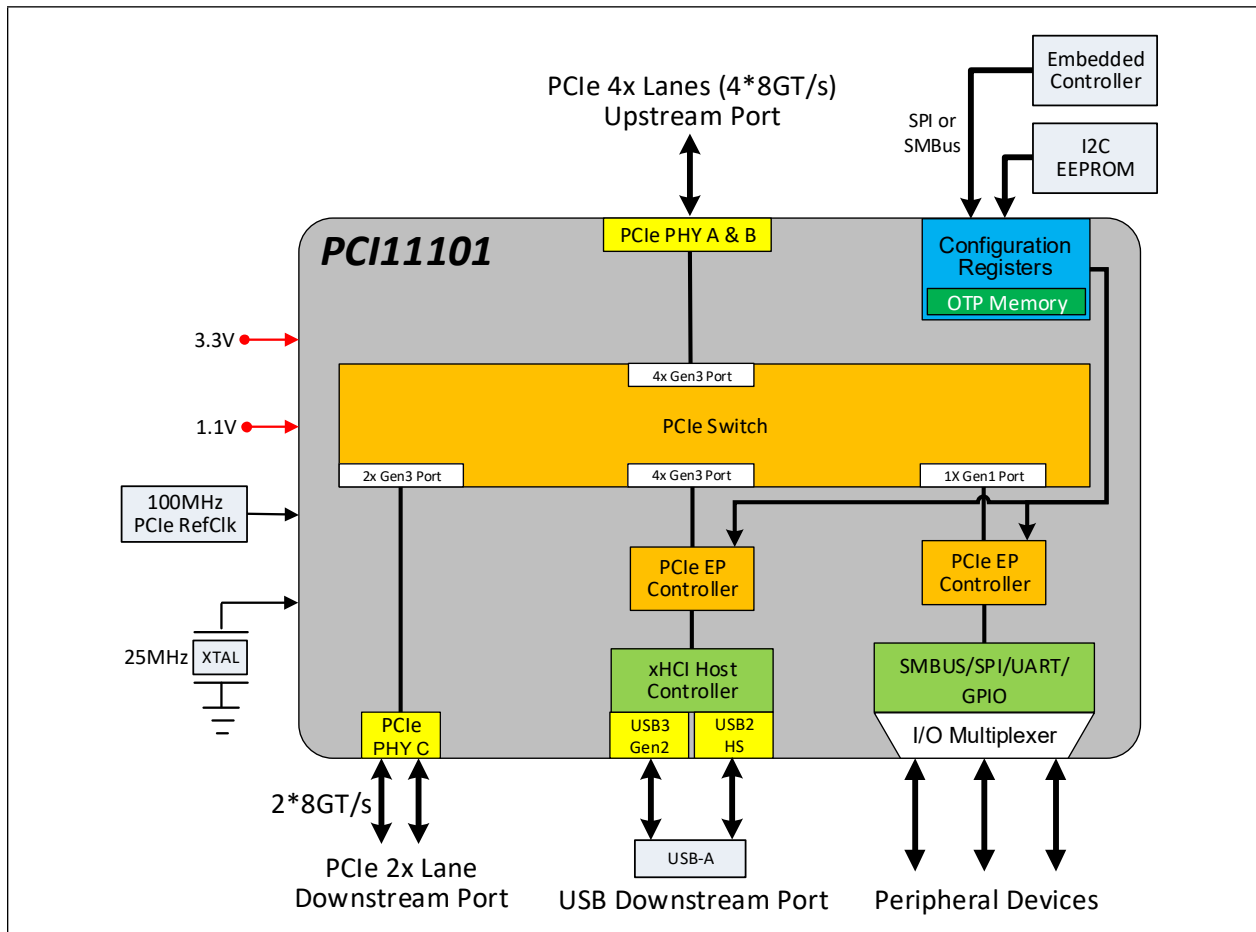 PCIe 4x Lanes (4*8GT/s)
Upstream Port
Embedded
Controller
SPI or
SMBus
I2C
EEPROM
PCI11101
PCIe PHY A & B
Configuration
Registers
OTP Memory
3.3V
4x Gen3 Port
1.1V
PCIe Switch
2x Gen3 Port
4x Gen3 Port
1X Gen1 Port
100MHz
PCIe RefClk
PCIe EP
Controller
PCIe EP
Controller
25MHz
XTAL
xHCI Host
Controller
SMBUS/SPI/UART/
GPIO
PCIe
PHY C
USB3
Gen2
USB2
HS
I/O Multiplexer
2*8GT/s
USB-A
PCIe 2x Lane
Downstream Port
USB Downstream Port
Peripheral Devices